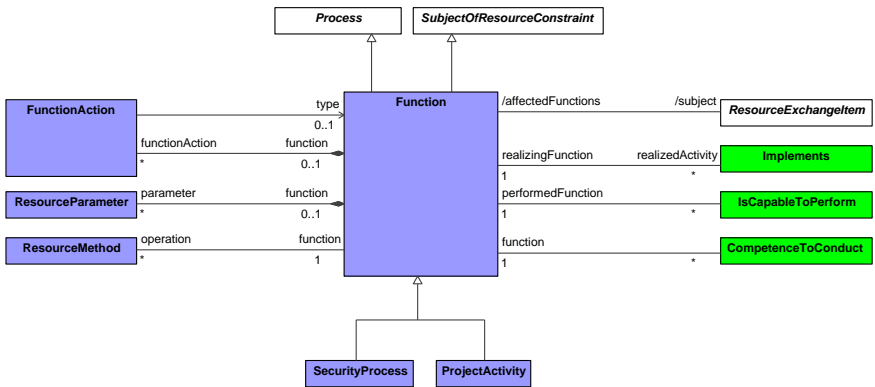 Process
SubjectOfResourceConstraint
FunctionAction
type
0..1
functionAction
function
*
0..1
Function
/affectedFunctions
/subject
ResourceExchangeItem
realizingFunction
realizedActivity
1
*
Implements
ResourceParameter
parameter
function
*
0..1
performedFunction
1
*
IsCapableToPerform
ResourceMethod
operation
function
*
1
function
1
*
CompetenceToConduct
SecurityProcess
ProjectActivity